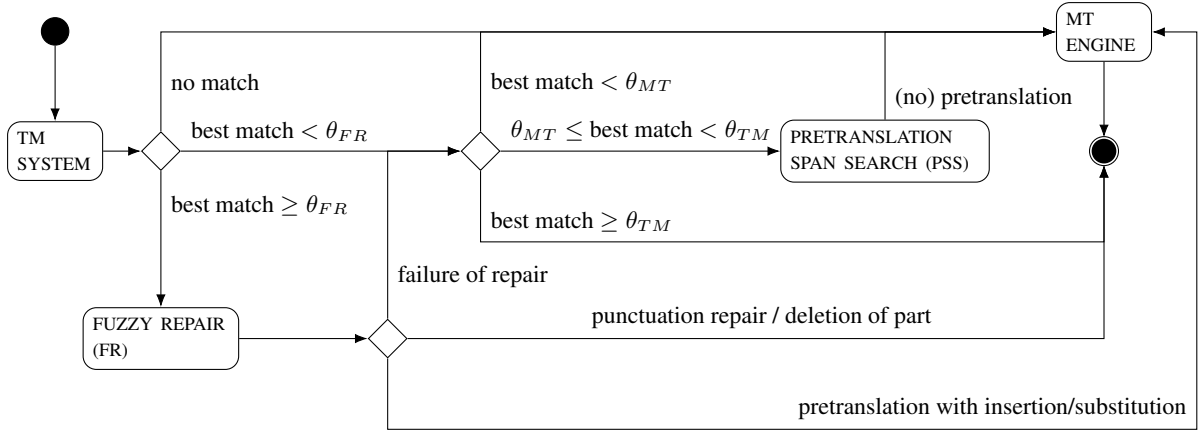 MT
ENGINE
no match
best match < θ_MT
(no) pretranslation
TM
SYSTEM
best match < θ_FR
θ_MT ≤ best match < θ_TM
PRETRANSLATION
SPAN SEARCH (PSS)
best match ≥ θ_FR
best match ≥ θ_TM
failure of repair
FUZZY REPAIR
(FR)
punctuation repair / deletion of part
pretranslation with insertion/substitution